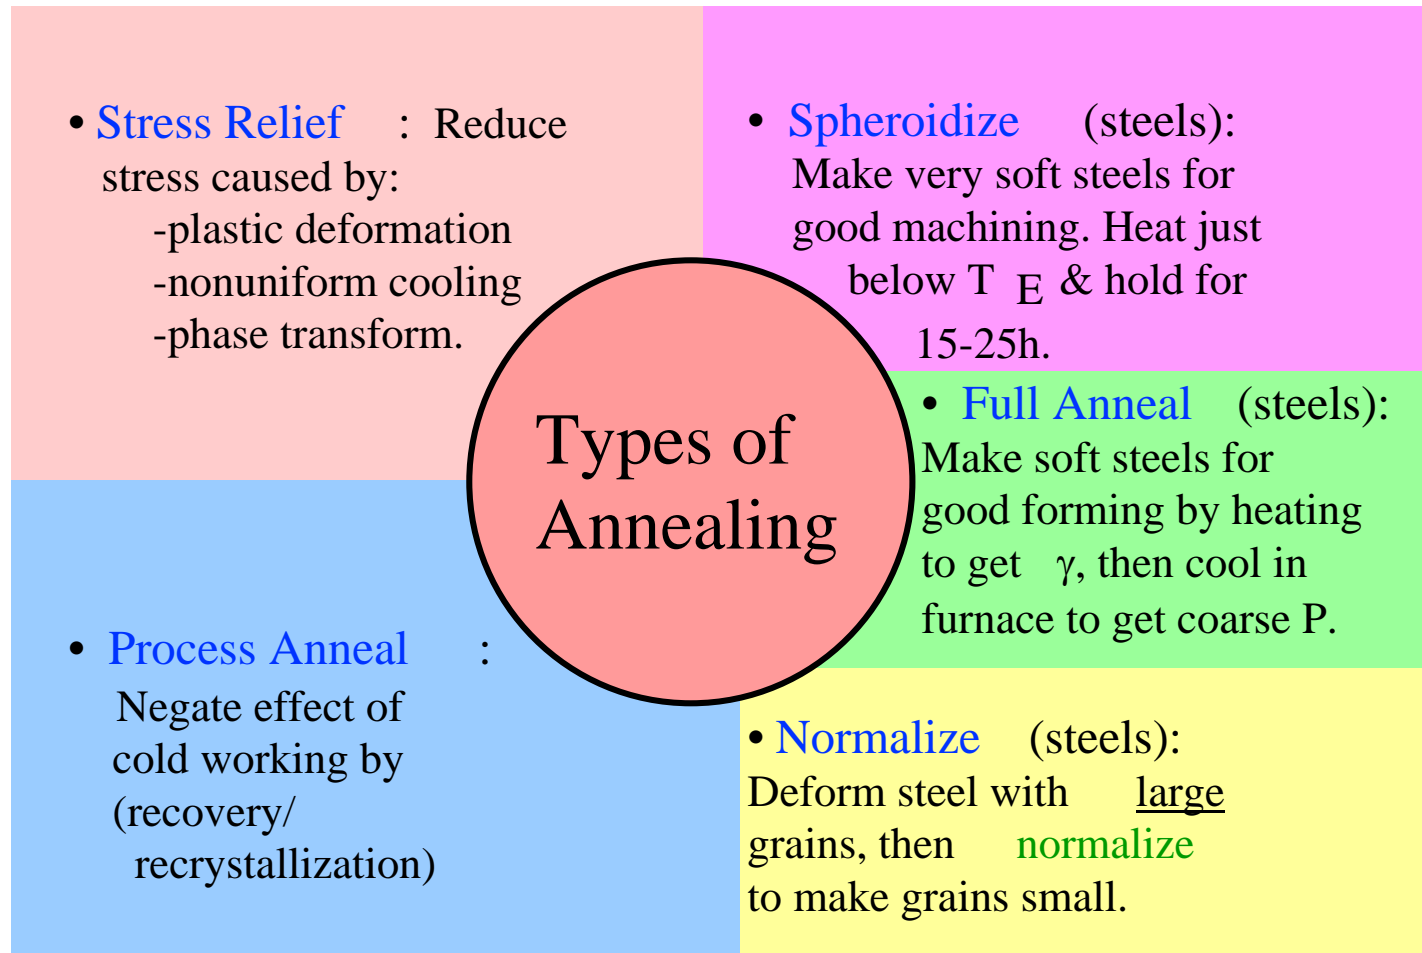 • Stress Relief : Reduce
stress caused by:
-plastic deformation
-nonuniform cooling
-phase transform.
• Spheroidize (steels):
Make very soft steels for
good machining. Heat just
below T E & hold for
15-25h.
Types of
Annealing
• Full Anneal (steels):
Make soft steels for
good forming by heating
to get γ, then cool in
furnace to get coarse P.
• Process Anneal :
Negate effect of
cold working by
(recovery/
recrystallization)
• Normalize (steels):
Deform steel with large
grains, then normalize
to make grains small.